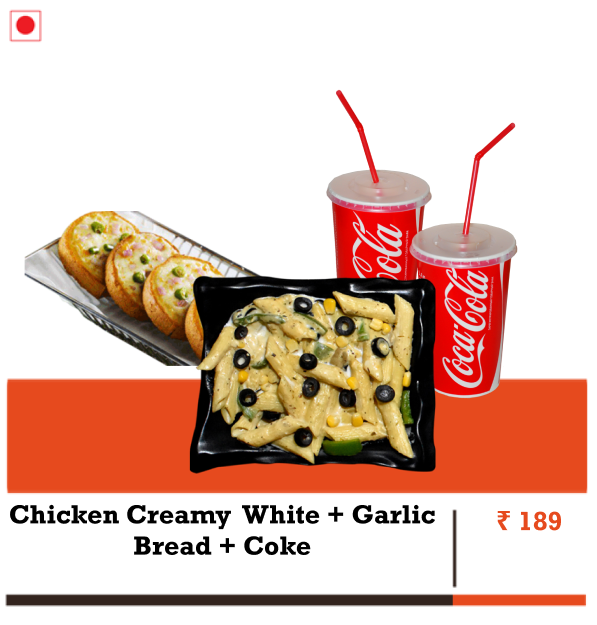 Coca-Cola
Coca-Cola
Chicken Creamy White + Garlic
Bread + Coke
₹ 189